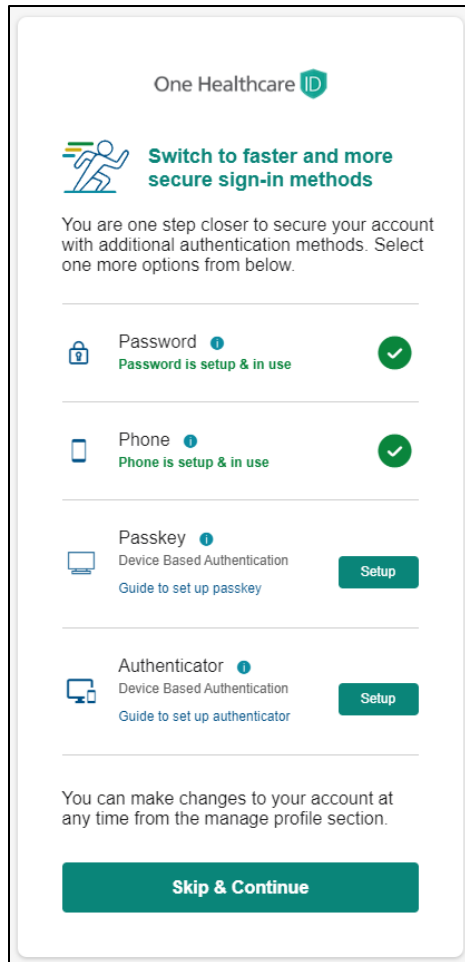 One Healthcare ID
Switch to faster and more
secure sign-in methods
You are one step closer to secure your account
with additional authentication methods. Select
one more options from below.
Password i
Password is setup & in use
Phone i
Phone is setup & in use
Passkey i
Device Based Authentication
Setup
Guide to set up passkey
Authenticator i
Device Based Authentication
Setup
Guide to set up authenticator
You can make changes to your account at
any time from the manage profile section.
Skip & Continue